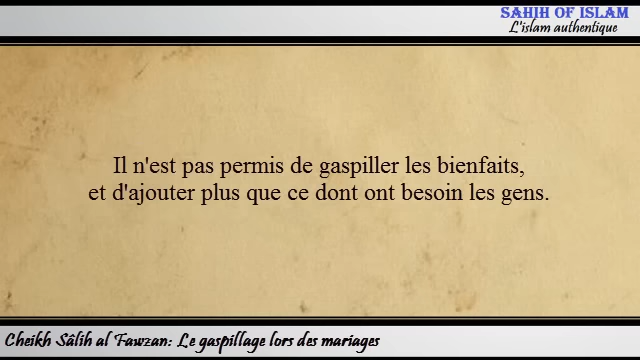 SAHIH OF ISLAM
L'islam authentique
Il n'est pas permis de gaspiller les bienfaits,
et d'ajouter plus que ce dont ont besoin les gens.
Cheikh Sâlih al Fawzan: Le gaspillage lors des mariages